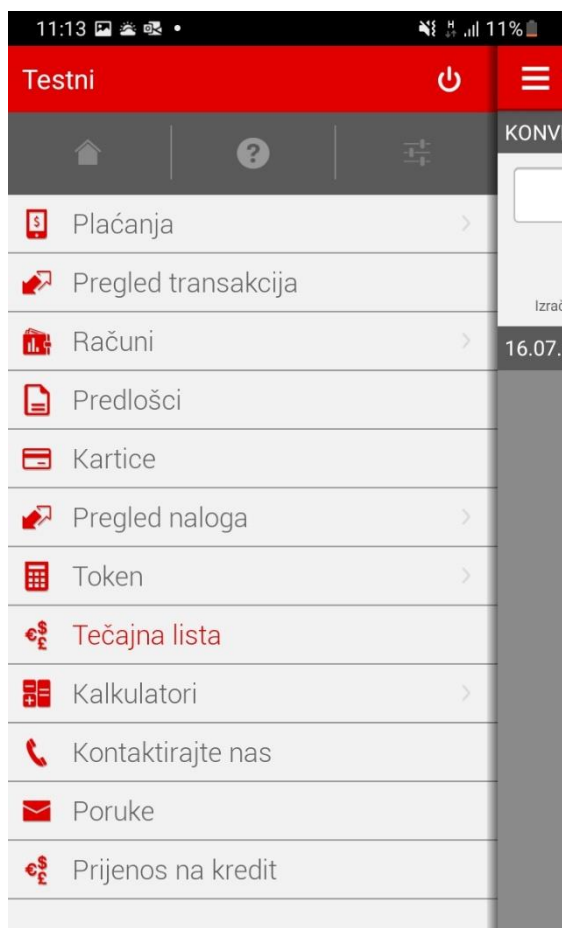 11:13 11%
Testni
KONV
Plaćanja
Pregled transakcija
Izrač
Računi
16.07.
Predlošci
Kartice
Pregled naloga
Token
Tečajna lista
Kalkulatori
Kontaktirajte nas
Poruke
Prijenos na kredit